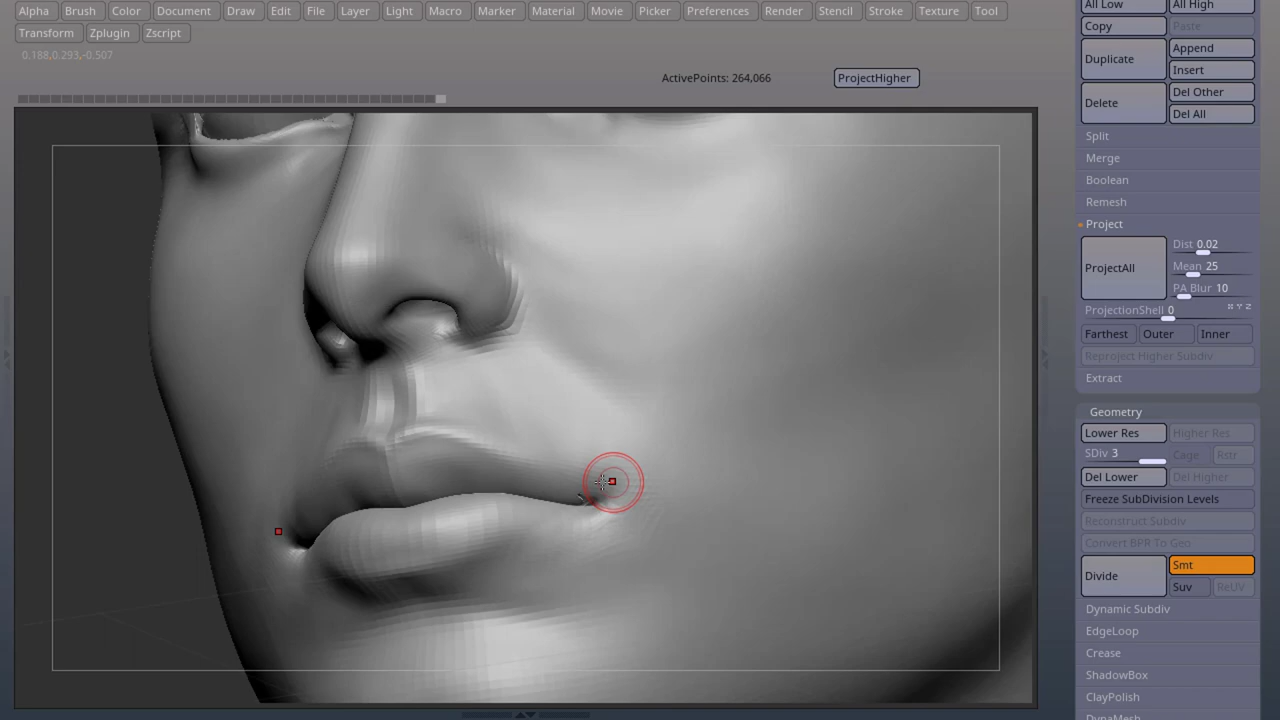 Alpha Brush Color Document Draw Edit File Layer Light Macro Marker Material Movie Picker Preferences Render Stencil Stroke Texture Tool
Transform Zplugin Zscript
0.188,0.293,-0.507
ActivePoints: 264,066 ProjectHigher
All Low All High
Copy Paste
Duplicate Append
Insert
Delete Del Other
Del All
Split
Merge
Boolean
Remesh
Project
ProjectAll Dist 0.02
Mean 25
PA Blur 10
ProjectionShell 0
Farthest Outer Inner
Reproject Higher Subdiv
Extract
Geometry
Lower Res Higher Res
SDiv 3 Cage Rstr
Del Lower Del Higher
Freeze SubDivision Levels
Reconstruct Subdiv
Convert BPR To Geo
Divide Smt
Suv ReUV
Dynamic Subdiv
EdgeLoop
Crease
ShadowBox
ClayPolish
DynaMesh